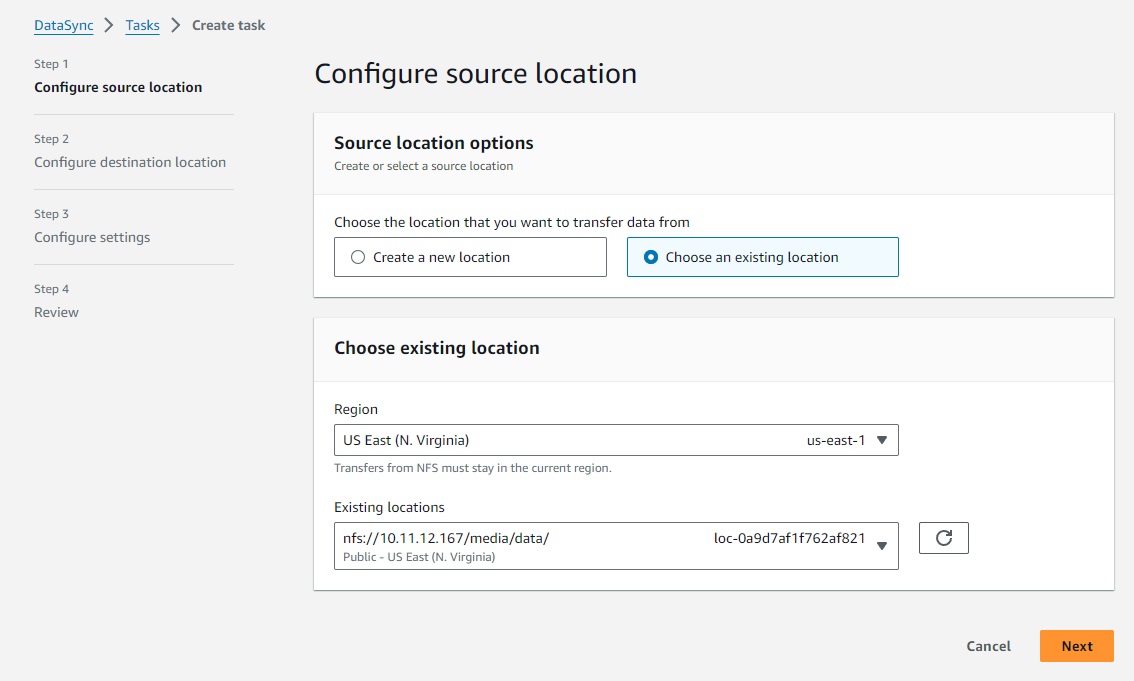 DataSync > Tasks > Create task
Step 1
Configure source location
Step 2
Configure destination location
Step 3
Configure settings
Step 4
Review
Configure source location
Source location options
Create or select a source location
Choose the location that you want to transfer data from
Create a new location
Choose an existing location
Choose existing location
Region
US East (N. Virginia) us-east-1
Transfers from NFS must stay in the current region.
Existing locations
nfs://10.11.12.167/media/data/ loc-0a9d7af1f762af821
Public - US East (N. Virginia)
Cancel
Next